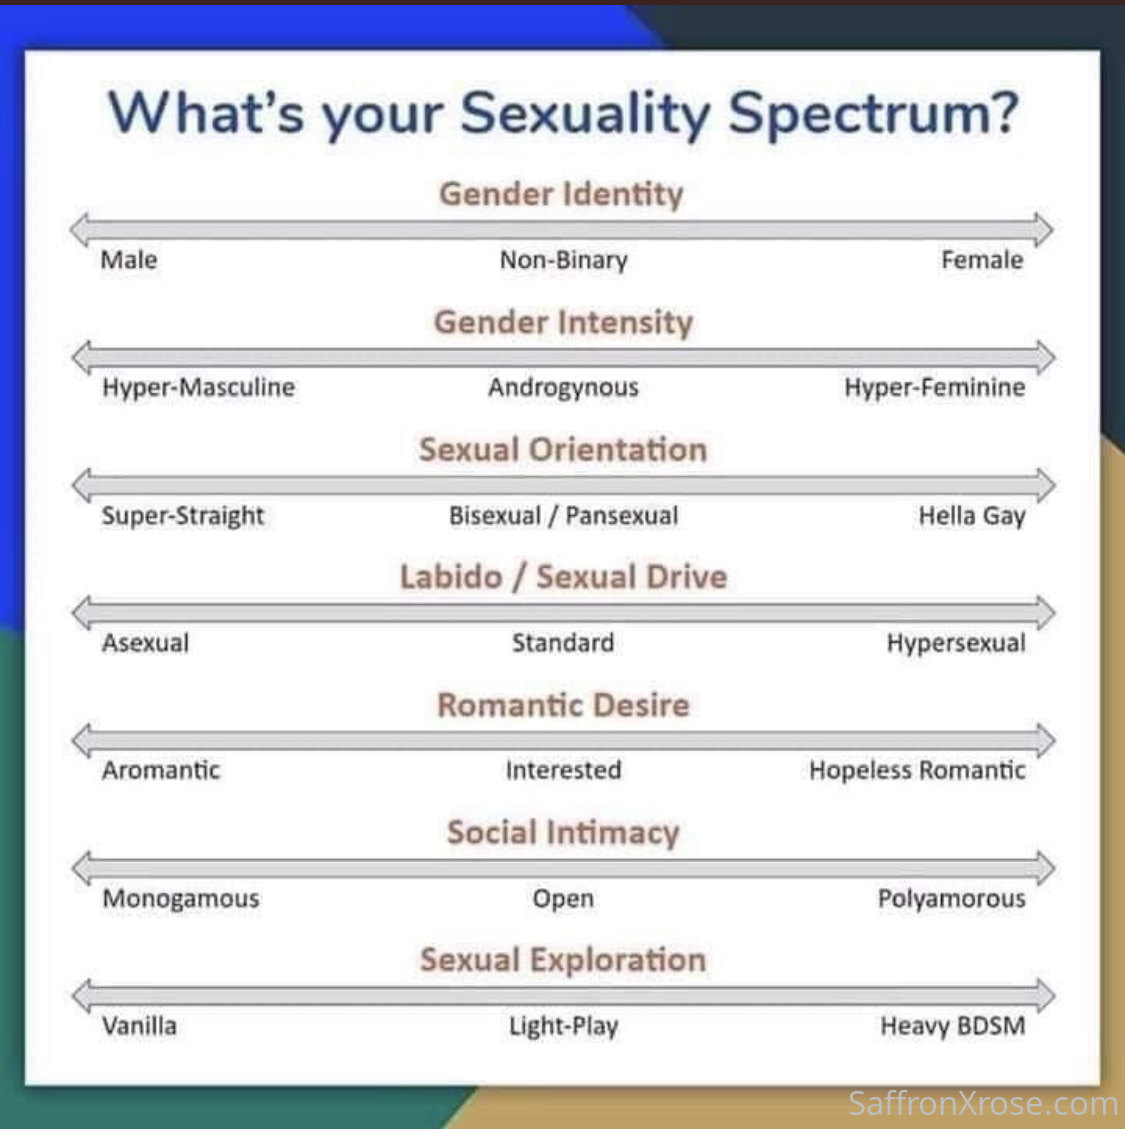 What's your Sexuality Spectrum?
Gender Identity
Male Non-Binary Female
Gender Intensity
Hyper-Masculine Androgynous Hyper-Feminine
Sexual Orientation
Super-Straight Bisexual / Pansexual Hella Gay
Labido / Sexual Drive
Asexual Standard Hypersexual
Romantic Desire
Aromantic Interested Hopeless Romantic
Social Intimacy
Monogamous Open Polyamorous
Sexual Exploration
Vanilla Light-Play Heavy BDSM
SaffronXrose.com